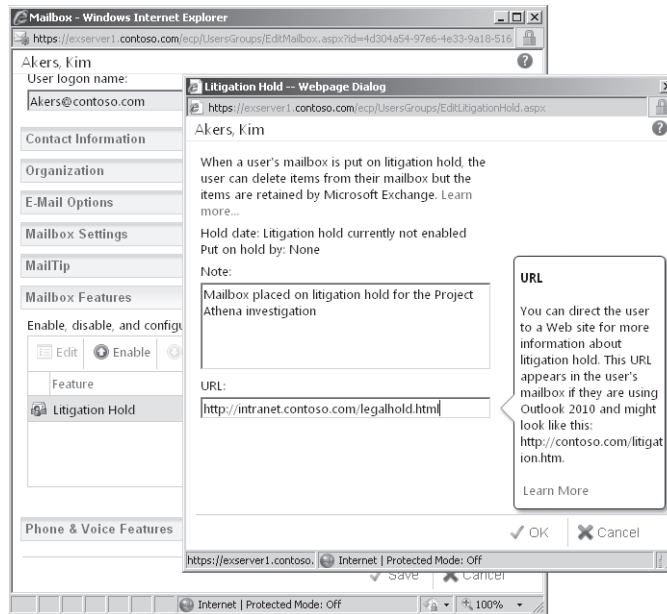 Mailbox - Windows Internet Explorer
https://exserver1.contoso.com/ecp/UsersGroups/EditMailbox.aspx?id=4d304a54-97e6-4e33-9a18-516
Akers, Kim
User logon name:
Akers@contoso.com
Contact Information
Organization
E-Mail Options
Mailbox Settings
MailTip
Mailbox Features
Enable, disable, and configu
Edit
Enable
Feature
Litigation Hold
Phone & Voice Features
Save
Cancel
Internet | Protected Mode: Off
100%
Litigation Hold -- Webpage Dialog
https://exserver1.contoso.com/ecp/UsersGroups/EditLitigationHold.aspx
Akers, Kim
When a user's mailbox is put on litigation hold, the
user can delete items from their mailbox but the
items are retained by Microsoft Exchange. Learn
more...
Hold date: Litigation hold currently not enabled
Put on hold by: None
Note:
Mailbox placed on litigation hold for the Project
Athena investigation
URL:
http://intranet.contoso.com/legalhold.html
URL
You can direct the user
to a Web site for more
information about
litigation hold. This URL
appears in the user's
mailbox if they are using
Outlook 2010 and might
look like this:
http://contoso.com/litigat
ion.htm.
Learn More
OK
Cancel
https://exserver1.contoso.
Internet | Protected Mode: Off